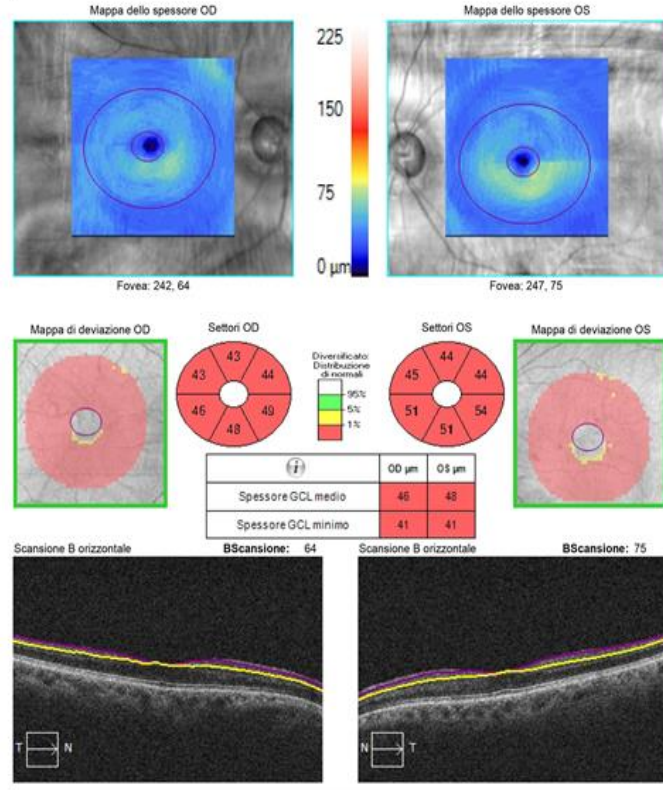 Mappa dello spessore OD
Mappa dello spessore OS
225
150
75
0 µm
Fovea: 242, 64
Fovea: 247, 75
Mappa di deviazione OD
Settori OD
Settori OS
Mappa di deviazione OS
43
43
44
46
49
48
Diversificato:
Distribuzione
di normali
95%
5%
1%
44
45
44
51
54
51
i
OD µm
OS µm
Spessore GCL medio
46
48
Spessore GCL minimo
41
41
Scansione B orizzontale
BScansione: 64
Scansione B orizzontale
BScansione: 75
T
N
N
T